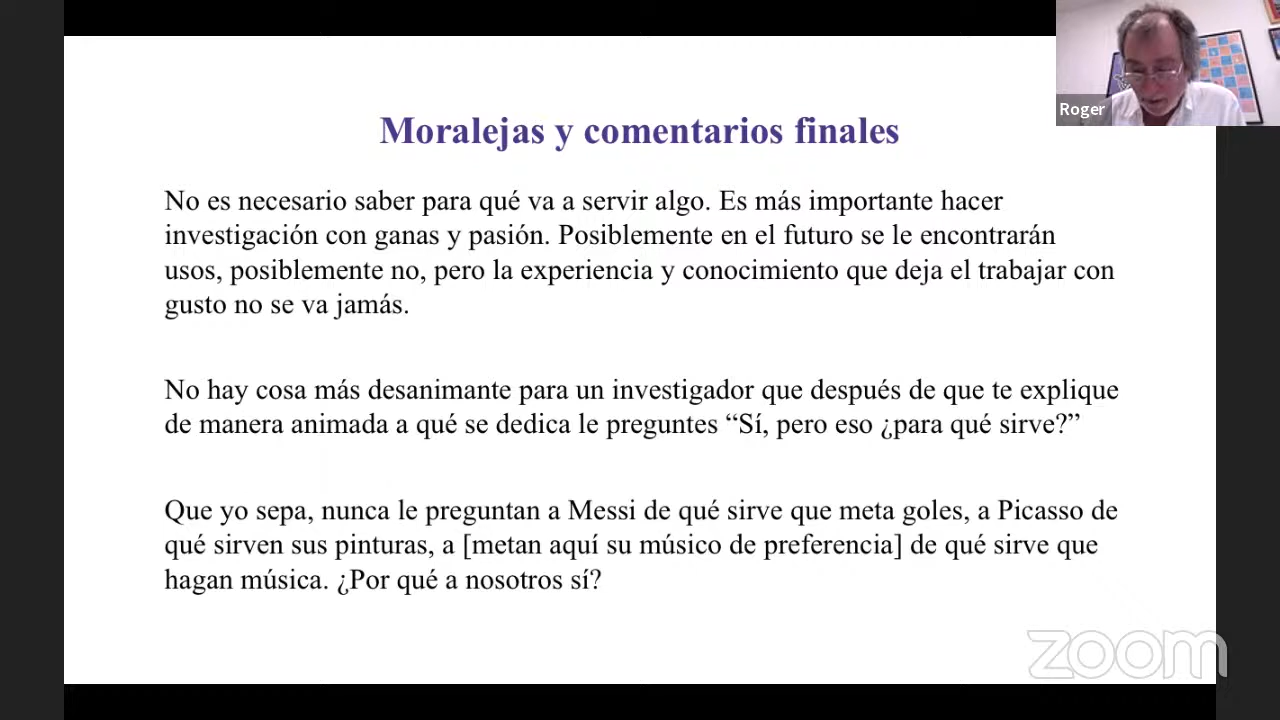 Roger
Moralejas y comentarios finales
No es necesario saber para qué va a servir algo. Es más importante hacer
investigación con ganas y pasión. Posiblemente en el futuro se le encontrarán
usos, posiblemente no, pero la experiencia y conocimiento que deja el trabajar con
gusto no se va jamás.
No hay cosa más desanimante para un investigador que después de que te explique
de manera animada a qué se dedica le preguntes “Sí, pero eso ¿para qué sirve?”
Que yo sepa, nunca le preguntan a Messi de qué sirve que meta goles, a Picasso de
qué sirven sus pinturas, a [metan aquí su músico de preferencia] de qué sirve que
hagan música. ¿Por qué a nosotros sí?
zoom